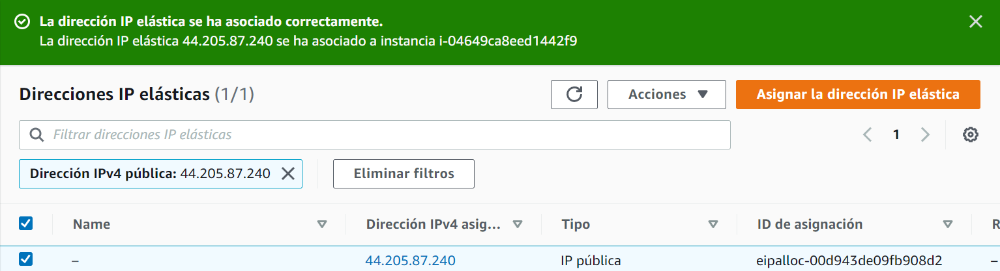 La dirección IP elástica se ha asociado correctamente.
La dirección IP elástica 44.205.87.240 se ha asociado a instancia i-04649ca8eed1442f9
Direcciones IP elásticas (1/1)
Acciones
Asignar la dirección IP elástica
Filtrar direcciones IP elásticas
1
Dirección IPv4 pública: 44.205.87.240
Eliminar filtros
Name
Dirección IPv4 asig...
Tipo
ID de asignación
R
–
44.205.87.240
IP pública
eipalloc-00d943de09fb908d2
–